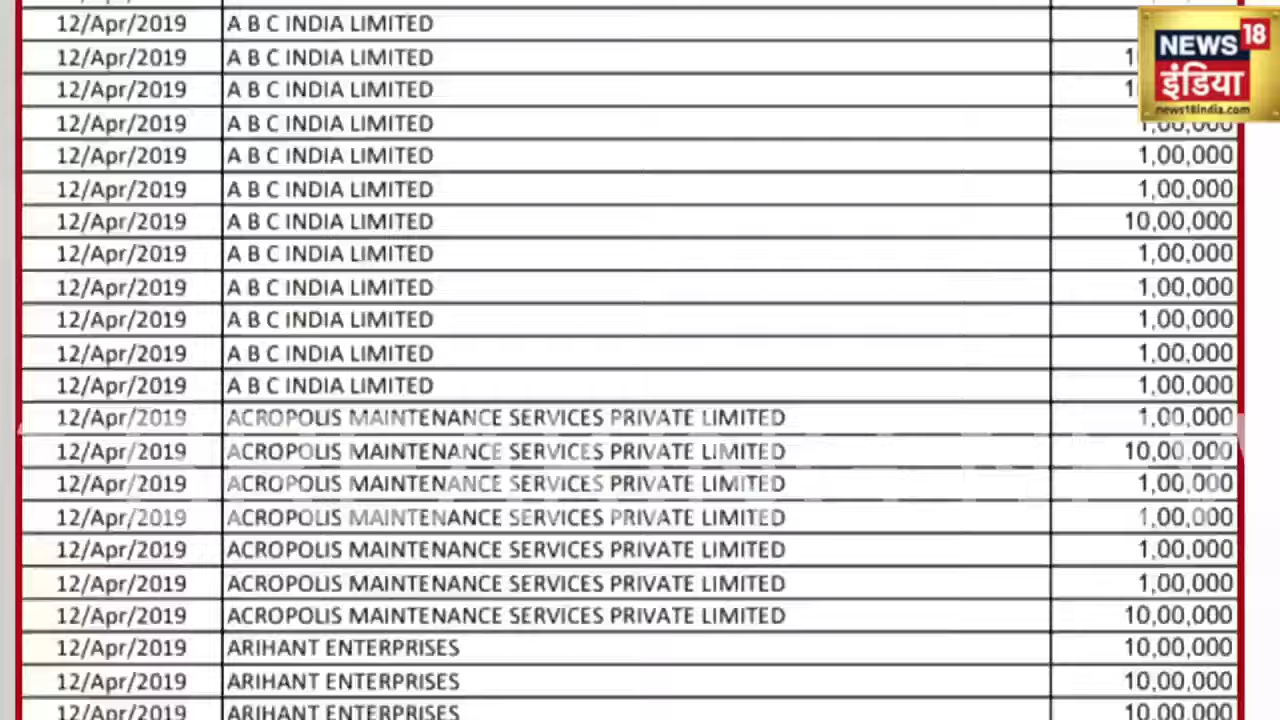 12/Apr/2019 A B C INDIA LIMITED
12/Apr/2019 A B C INDIA LIMITED
12/Apr/2019 A B C INDIA LIMITED
12/Apr/2019 A B C INDIA LIMITED 1,00,000
12/Apr/2019 A B C INDIA LIMITED 1,00,000
12/Apr/2019 A B C INDIA LIMITED 1,00,000
12/Apr/2019 A B C INDIA LIMITED 10,00,000
12/Apr/2019 A B C INDIA LIMITED 1,00,000
12/Apr/2019 A B C INDIA LIMITED 1,00,000
12/Apr/2019 A B C INDIA LIMITED 1,00,000
12/Apr/2019 A B C INDIA LIMITED 1,00,000
12/Apr/2019 A B C INDIA LIMITED 1,00,000
12/Apr/2019 ACROPOLIS MAINTENANCE SERVICES PRIVATE LIMITED 1,00,000
12/Apr/2019 ACROPOLIS MAINTENANCE SERVICES PRIVATE LIMITED 10,00,000
12/Apr/2019 ACROPOLIS MAINTENANCE SERVICES PRIVATE LIMITED 1,00,000
12/Apr/2019 ACROPOLIS MAINTENANCE SERVICES PRIVATE LIMITED 1,00,000
12/Apr/2019 ACROPOLIS MAINTENANCE SERVICES PRIVATE LIMITED 1,00,000
12/Apr/2019 ACROPOLIS MAINTENANCE SERVICES PRIVATE LIMITED 1,00,000
12/Apr/2019 ACROPOLIS MAINTENANCE SERVICES PRIVATE LIMITED 10,00,000
12/Apr/2019 ARIHANT ENTERPRISES 10,00,000
12/Apr/2019 ARIHANT ENTERPRISES 10,00,000
12/Apr/2019 ARIHANT ENTERPRISES 10,00,000
NEWS 18
इंडिया
news18india.com